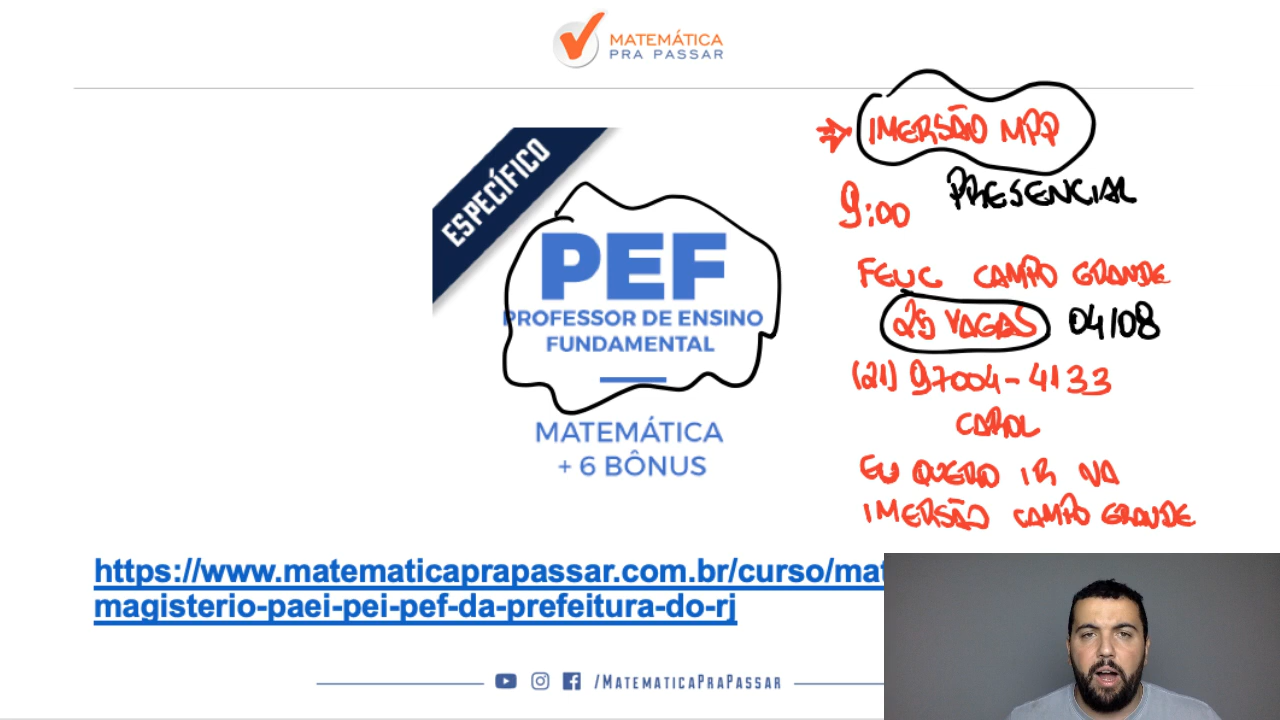 MATEMÁTICA
PRA PASSAR
ESPECÍFICO
PEF
PROFESSOR DE ENSINO
FUNDAMENTAL
MATEMÁTICA
+ 6 BÔNUS
⇒ IMERSÃO MPP
PRESENCIAL
9:00
FEUC CAMPO GRANDE
25 VAGAS 04/08
(21) 97004-4133
CAROL
EU QUERO IR NA
IMERSÃO CAMPO GRANDE
https://www.matematicaprapassar.com.br/curso/mat
magisterio-paei-pei-pef-da-prefeitura-do-rj
/MATEMATICAPRAPASSAR